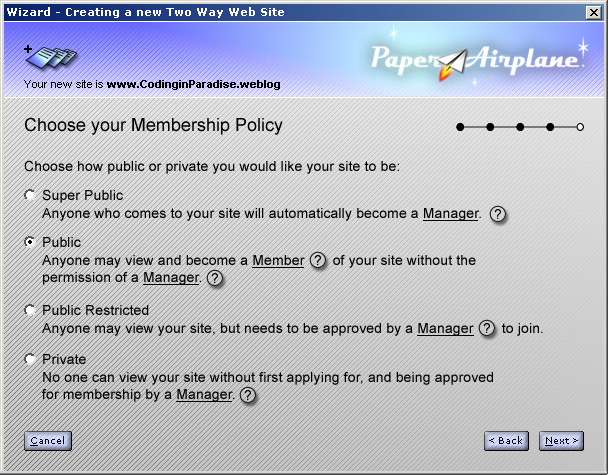 Wizard - Creating a new Two Way Web Site
Paper Airplane
Your new site is www.CodinginParadise.weblog
Choose your Membership Policy
Choose how public or private you would like your site to be:
Super Public
Anyone who comes to your site will automatically become a Manager. ?
Public
Anyone may view and become a Member ? of your site without the
permission of a Manager. ?
Public Restricted
Anyone may view your site, but needs to be approved by a Manager ? to join.
Private
No one can view your site without first applying for, and being approved
for membership by a Manager. ?
Cancel < Back Next >